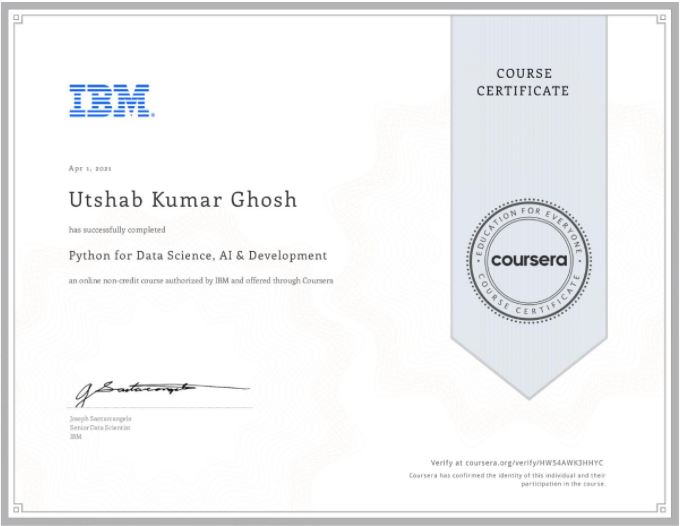 IBM
COURSE
CERTIFICATE
Apr 1, 2021
Utshab Kumar Ghosh
has successfully completed
Python for Data Science, AI & Development
an online non-credit course authorized by IBM and offered through Coursera
EDUCATION FOR EVERYONE
coursera
COURSE CERTIFICATE
Joseph Santarcangelo
Senior Data Scientist
IBM
Verify at coursera.org/verify/HWS4AWK3HHYC
Coursera has confirmed the identity of this individual and their
participation in the course.